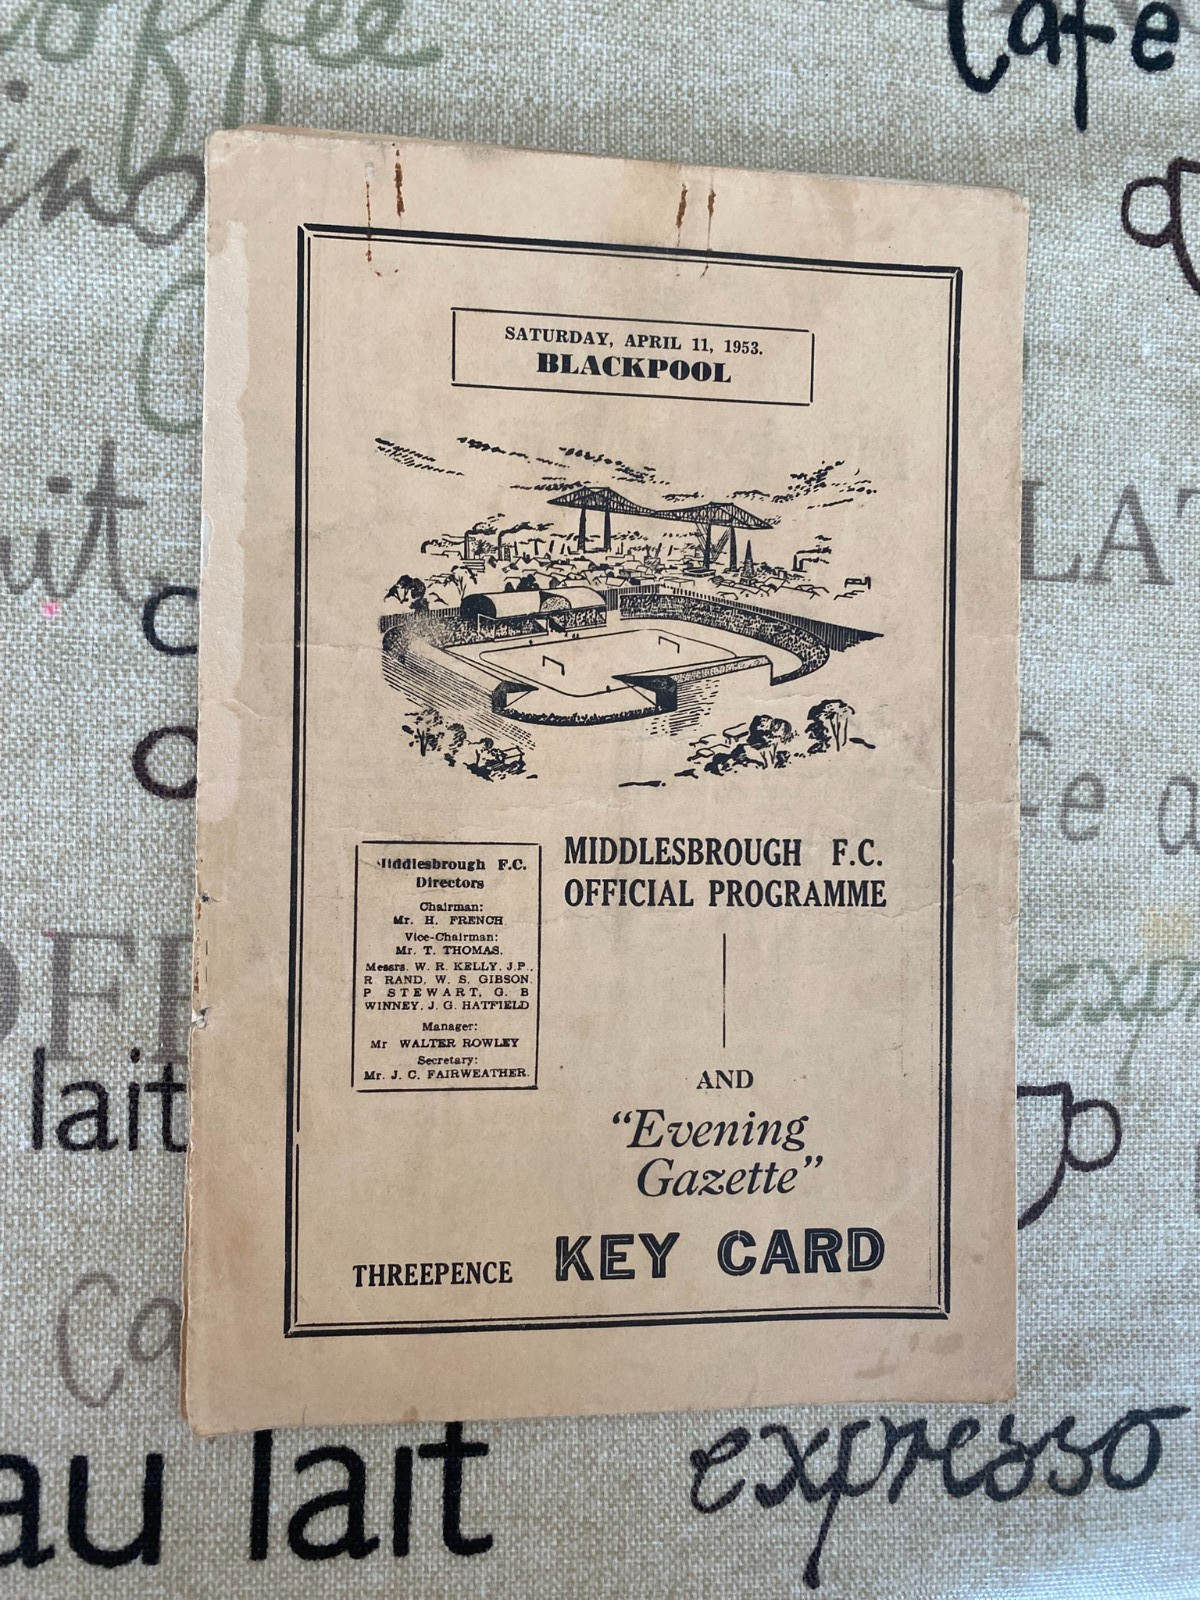 coffee
cafe
SATURDAY, APRIL 11, 1953.
BLACKPOOL
MIDDLESBROUGH F.C.
OFFICIAL PROGRAMME
Middlesbrough F.C.
Directors
Chairman:
Mr. H. FRENCH
Vice-Chairman:
Mr. T. THOMAS.
Messrs. W. R. KELLY, J.P.,
R RAND, W. S. GIBSON,
P STEWART, G. B
WINNEY, J. G. HATFIELD
Manager:
Mr WALTER ROWLEY
Secretary:
Mr. J. C. FAIRWEATHER.
AND
"Evening
Gazette"
THREEPENCE KEY CARD
lait
au lait
expresso